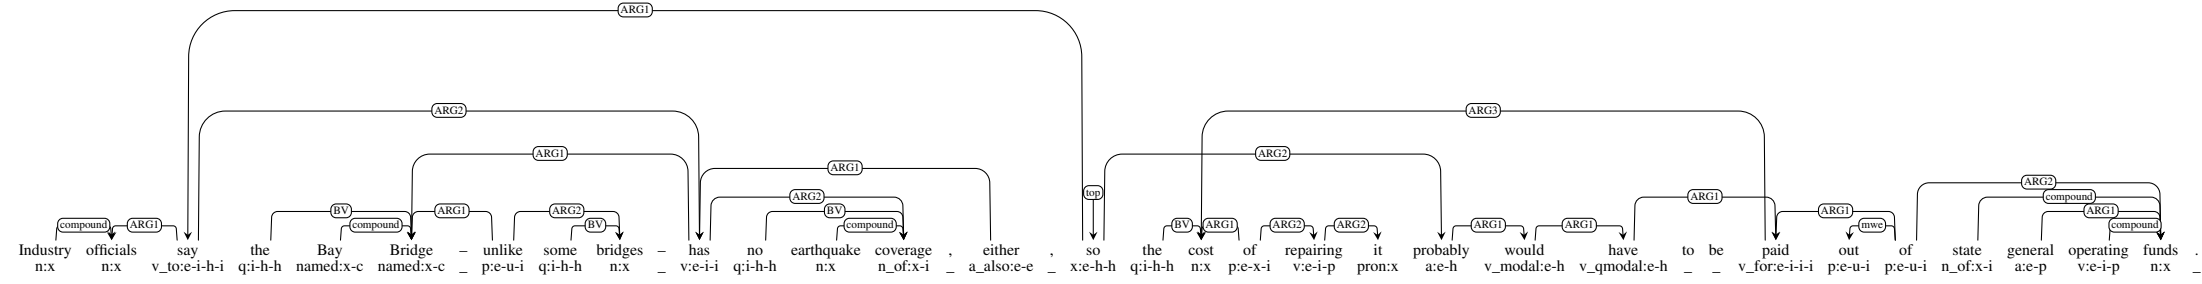 ARG1
ARG2 ARG3
ARG1 ARG2
ARG1
top ARG2
ARG2 ARG1 compound
BV ARG1 ARG2 BV ARG1 ARG1
compound ARG1 compound BV compound BV ARG1 ARG2 ARG2 ARG1 ARG1 mwe compound
Industry officials say the Bay Bridge – unlike some bridges – has no earthquake coverage , either , so the cost of repairing it probably would have to be paid out of state general operating funds .
n:x n:x v_to:e-i-h-i q:i-h-h named:x-c named:x-c _ p:e-u-i q:i-h-h n:x _ v:e-i-i q:i-h-h n:x n_of:x-i _ a_also:e-e _ x:e-h-h q:i-h-h n:x p:e-x-i v:e-i-p pron:x a:e-h v_modal:e-h v_qmodal:e-h _ _ v_for:e-i-i-i p:e-u-i p:e-u-i n_of:x-i a:e-p v:e-i-p n:x _